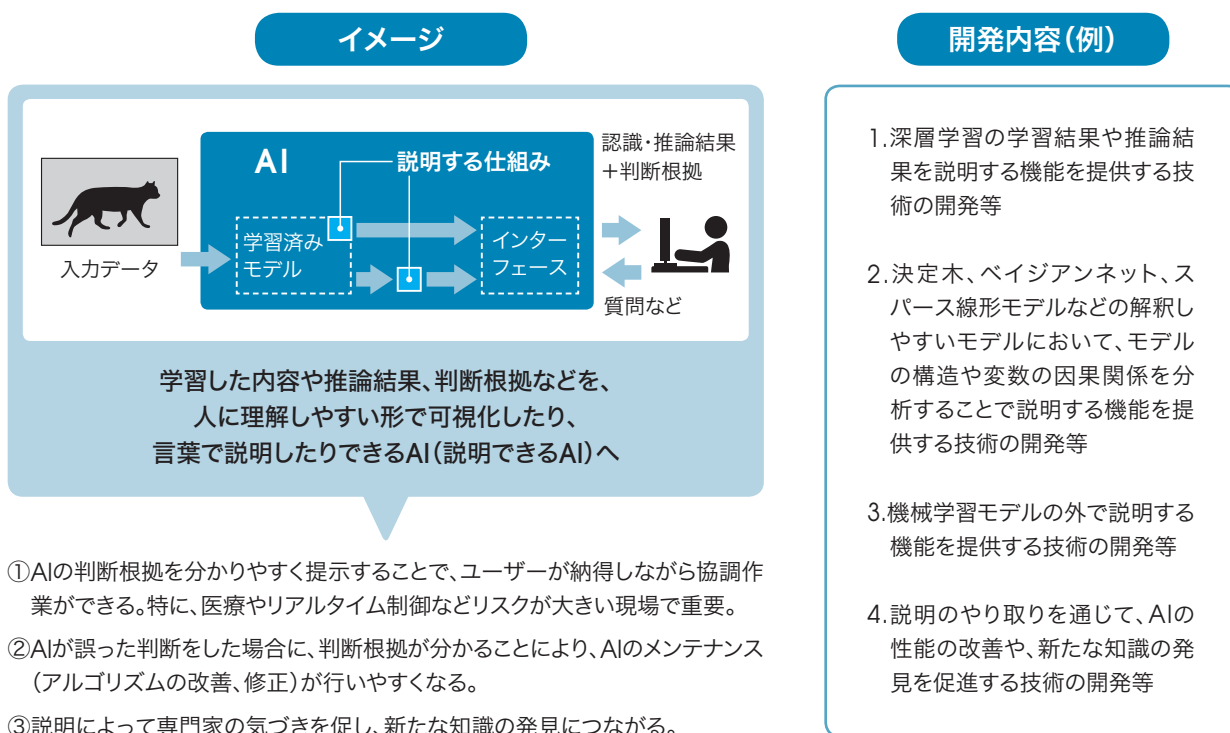 イメージ
AI
説明する仕組み
認識・推論結果
＋判断根拠
学習済み
モデル
インター
フェース
入力データ
質問など
学習した内容や推論結果、判断根拠などを、
人に理解しやすい形で可視化したり、
言葉で説明したりできるAI（説明できるAI）へ
①AIの判断根拠を分かりやすく提示することで、ユーザーが納得しながら協調作
業ができる。特に、医療やリアルタイム制御などリスクが大きい現場で重要。
②AIが誤った判断をした場合に、判断根拠が分かることにより、AIのメンテナンス
（アルゴリズムの改善、修正）が行いやすくなる。
③説明によって専門家の気づきを促し、新たな知識の発見につながる。
開発内容（例）
1.深層学習の学習結果や推論結
果を説明する機能を提供する技
術の開発等
2.決定木、ベイジアンネット、ス
パース線形モデルなどの解釈し
やすいモデルにおいて、モデル
の構造や変数の因果関係を分
析することで説明する機能を提
供する技術の開発等
3.機械学習モデルの外で説明する
機能を提供する技術の開発等
4.説明のやり取りを通じて、AIの
性能の改善や、新たな知識の発
見を促進する技術の開発等